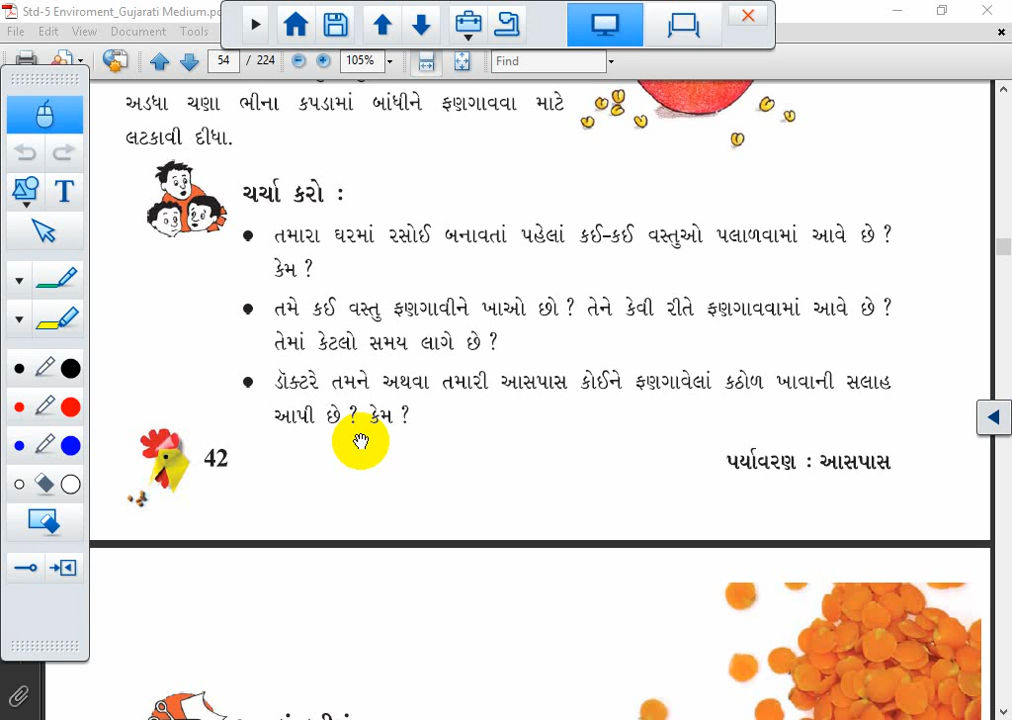 Std-5 Enviroment_Gujarati Medium.pd
File Edit View Document Tools
54 / 224 105% Find
અડધા ચણા ભીના કપડામાં બાંધીને ફણગાવવા માટે
લટકાવી દીધા.
ચર્ચા કરો :
• તમારા ઘરમાં રસોઈ બનાવતાં પહેલાં કઈ-કઈ વસ્તુઓ પલાળવામાં આવે છે ?
કેમ ?
• તમે કઈ વસ્તુ ફણગાવીને ખાઓ છો ? તેને કેવી રીતે ફણગાવવામાં આવે છે ?
તેમાં કેટલો સમય લાગે છે ?
• ડૉક્ટરે તમને અથવા તમારી આસપાસ કોઈને ફણગાવેલાં કઠોળ ખાવાની સલાહ
આપી છે ? કેમ ?
42
પર્યાવરણ : આસપાસ
T